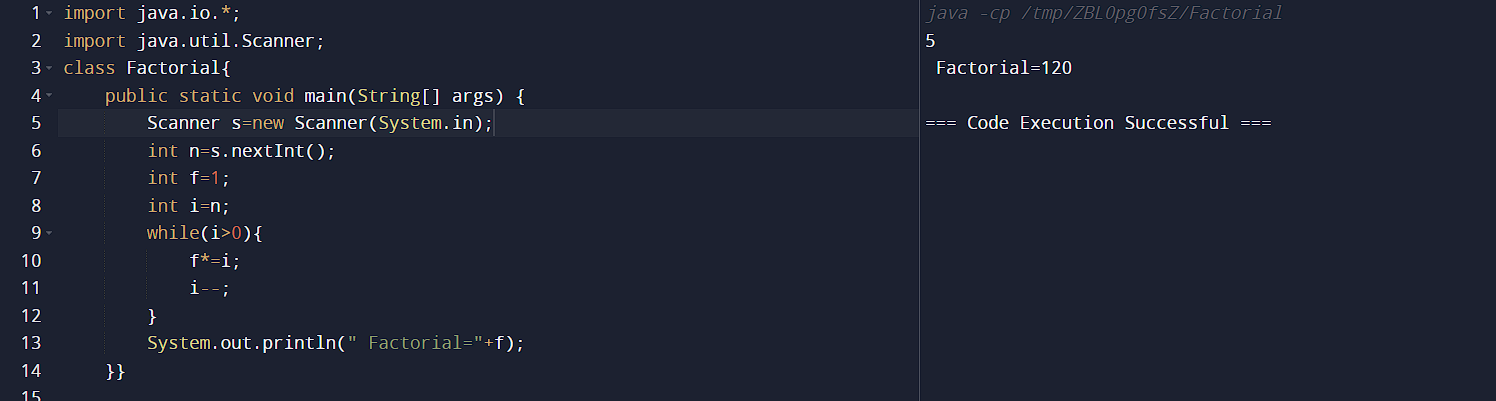 1 import java.io.*;
2 import java.util.Scanner;
3 class Factorial{
4     public static void main(String[] args) {
5         Scanner s=new Scanner(System.in);
6         int n=s.nextInt();
7         int f=1;
8         int i=n;
9         while(i>0){
10             f*=i;
11             i--;
12         }
13         System.out.println(" Factorial="+f);
14     }}
15
java -cp /tmp/ZBLOpgOfsZ/Factorial
5
 Factorial=120
=== Code Execution Successful ===